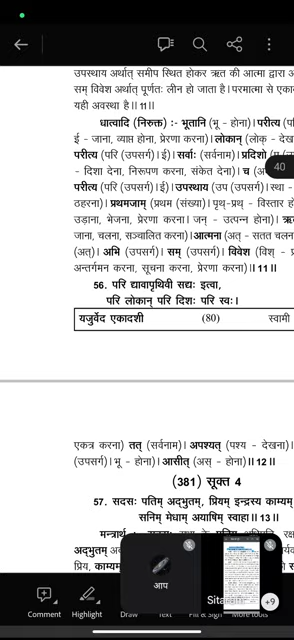 उपस्थाय अर्थात् समीप स्थित होकर ऋत की आत्मा द्वारा अ
सम् विवेश अर्थात् पूर्णतः लीन हो जाता है। परमात्मा से एका
यही अवस्था है॥ 11॥
धात्वादि (निरुक्त) :- भूतानि (भू - होना)। परीत्य (प
ई - जाना, व्याप्त होना, प्रेरणा करना)। लोकान् (लोक् - देख
परीत्य (परि (उपसर्ग)। ई)। सर्वाः (सर्वनाम)। प्रदिशो
- दिशा देना, निरूपण करना, संकेत देना)। च (अ
40
परीत्य (परि (उपसर्ग)। ई)। उपस्थाय (उप (उपसर्ग)। स्था -
ठहरना)। प्रथमजाम् (प्रथम (संख्या)। पृथ्-प्रथ् - विस्तार ह
उड़ाना, भेजना, प्रेरणा करना। जन् - उत्पन्न होना)। ऋत
जाना, चलना, सञ्चालित करना)। आत्मना (अत् - सतत चलन
(अत)। अभि (उपसर्ग)। सम् (उपसर्ग)। विवेश (विश् - प्र
अन्तर्गमन करना, सूचना करना, प्रेरणा करना)॥ 11॥
56. परि द्यावापृथिवी सद्यः इत्वा,
परि लोकान् परि दिशः परि स्वः।
यजुर्वेद एकादशी (80) स्वामी
एकत्र करना) तत् (सर्वनाम)। अपश्यत् (पश्य - देखना)।
(उपसर्ग)। भू - होना)। आसीत् (अस् - होना)॥ 12॥
(381) सूक्त 4
57. सदसः पतिम् अद्भुतम्, प्रियम् इन्द्रस्य काम्यम्
सनिम् मेधाम् अयाषिम् स्वाहा॥ 13॥
अद्भुतम्
प्रिय, काम्यम्
आप
+9
Comment Highlight Draw Text Fill & Sign More tools